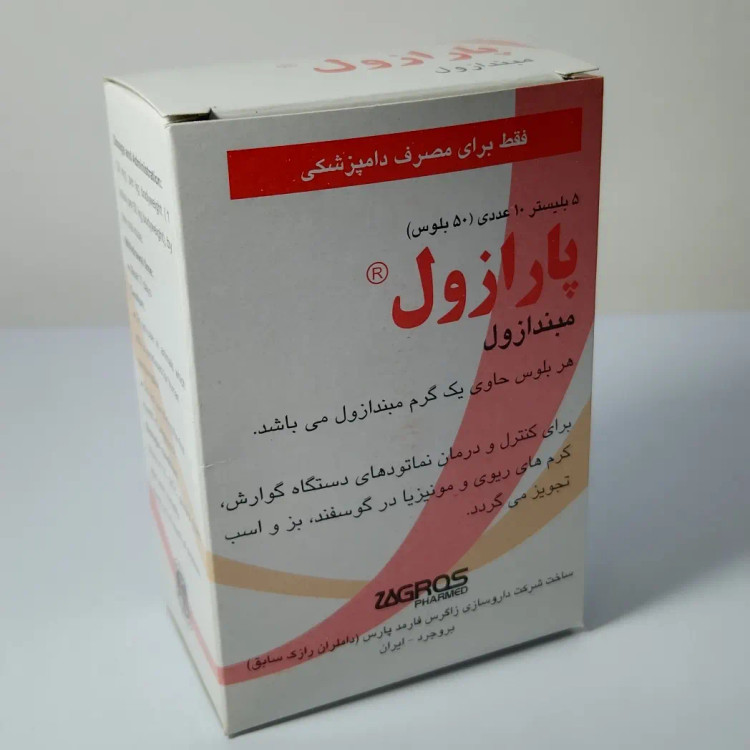 پارازول ®
مبندازول
فقط برای مصرف دامپزشکی
۵ بلیستر ۱۰ عددی (۵۰ بلوس)
پارازول ®
مبندازول
هر بلوس حاوی یک گرم مبندازول می باشد.
برای کنترل و درمان نماتودهای دستگاه گوارش،
کرم های ریوی و مونیزیا در گوسفند، بز و اسب
تجویز می گردد.
ZAGROS
PHARMED
ساخت شرکت داروسازی زاگرس فارمد پارس (داملران رازک سابق)
بروجرد - ایران